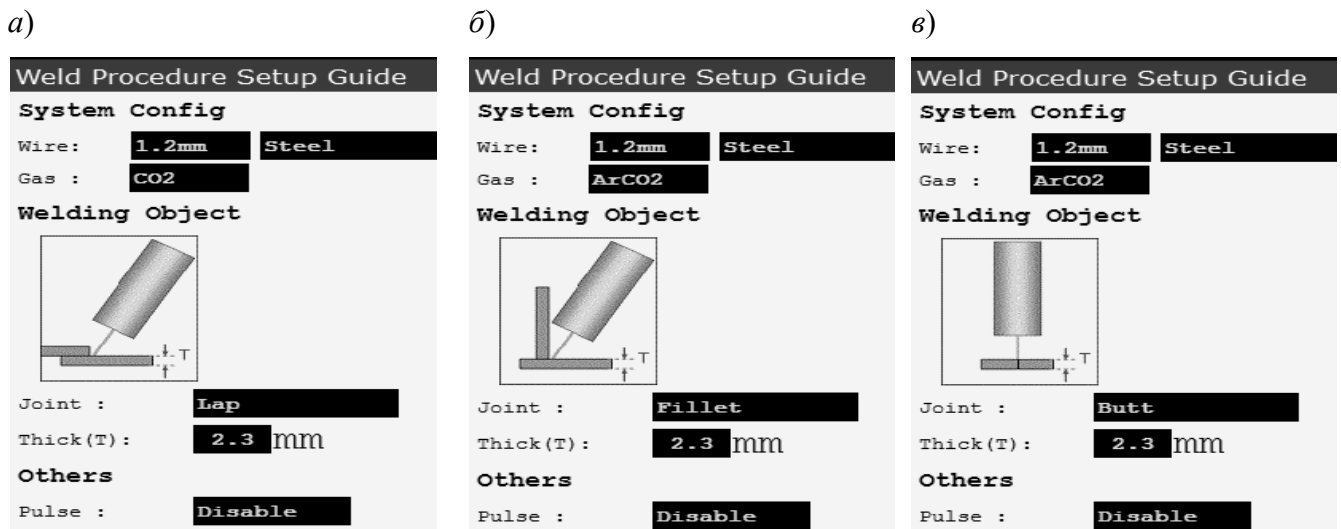 а)
Weld Procedure Setup Guide
System Config
Wire: 1.2mm Steel
Gas : CO2
Welding Object
T
Joint : Lap
Thick(T): 2.3 mm
Others
Pulse : Disable
б)
Weld Procedure Setup Guide
System Config
Wire: 1.2mm Steel
Gas : ArCO2
Welding Object
T
Joint : Fillet
Thick(T): 2.3 mm
Others
Pulse : Disable
в)
Weld Procedure Setup Guide
System Config
Wire: 1.2mm Steel
Gas : ArCO2
Welding Object
T
Joint : Butt
Thick(T): 2.3 mm
Others
Pulse : Disable